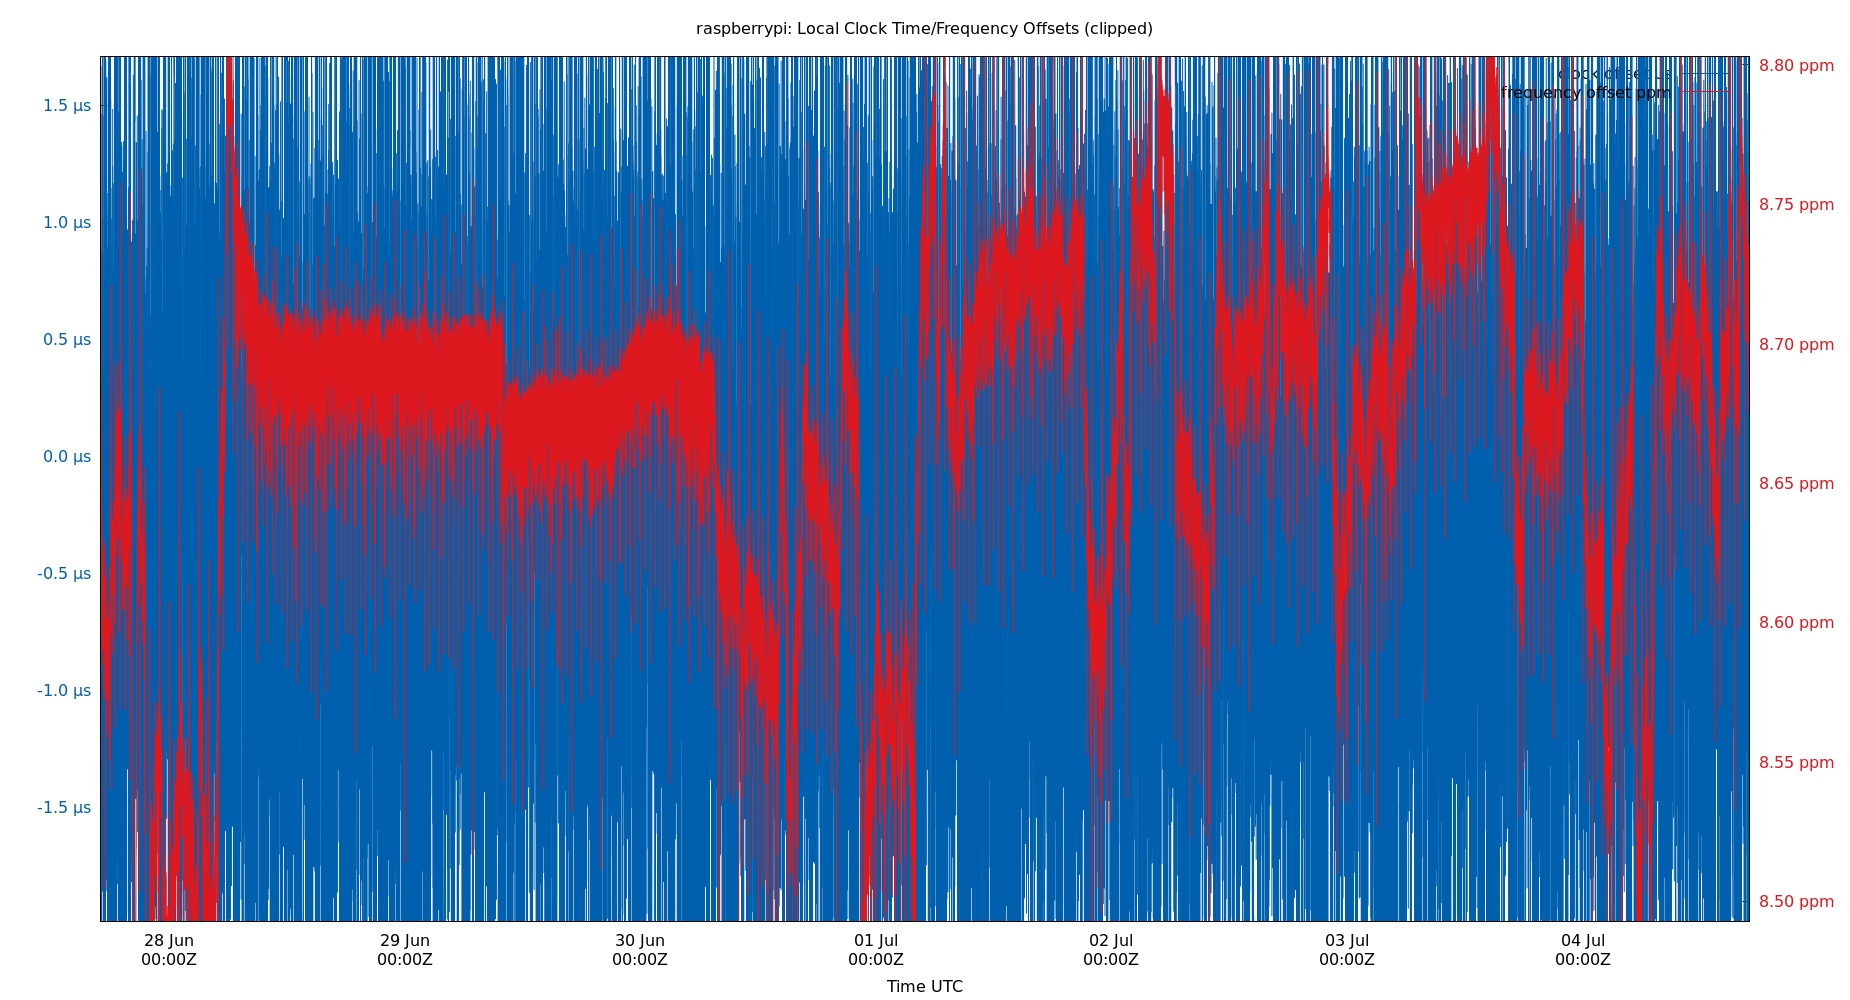 raspberrypi: Local Clock Time/Frequency Offsets (clipped)
clock offset µs
frequency offset ppm
1.5 µs
1.0 µs
0.5 µs
0.0 µs
-0.5 µs
-1.0 µs
-1.5 µs
8.80 ppm
8.75 ppm
8.70 ppm
8.65 ppm
8.60 ppm
8.55 ppm
8.50 ppm
28 Jun 29 Jun 30 Jun 01 Jul 02 Jul 03 Jul 04 Jul
00:00Z 00:00Z 00:00Z 00:00Z 00:00Z 00:00Z 00:00Z
Time UTC